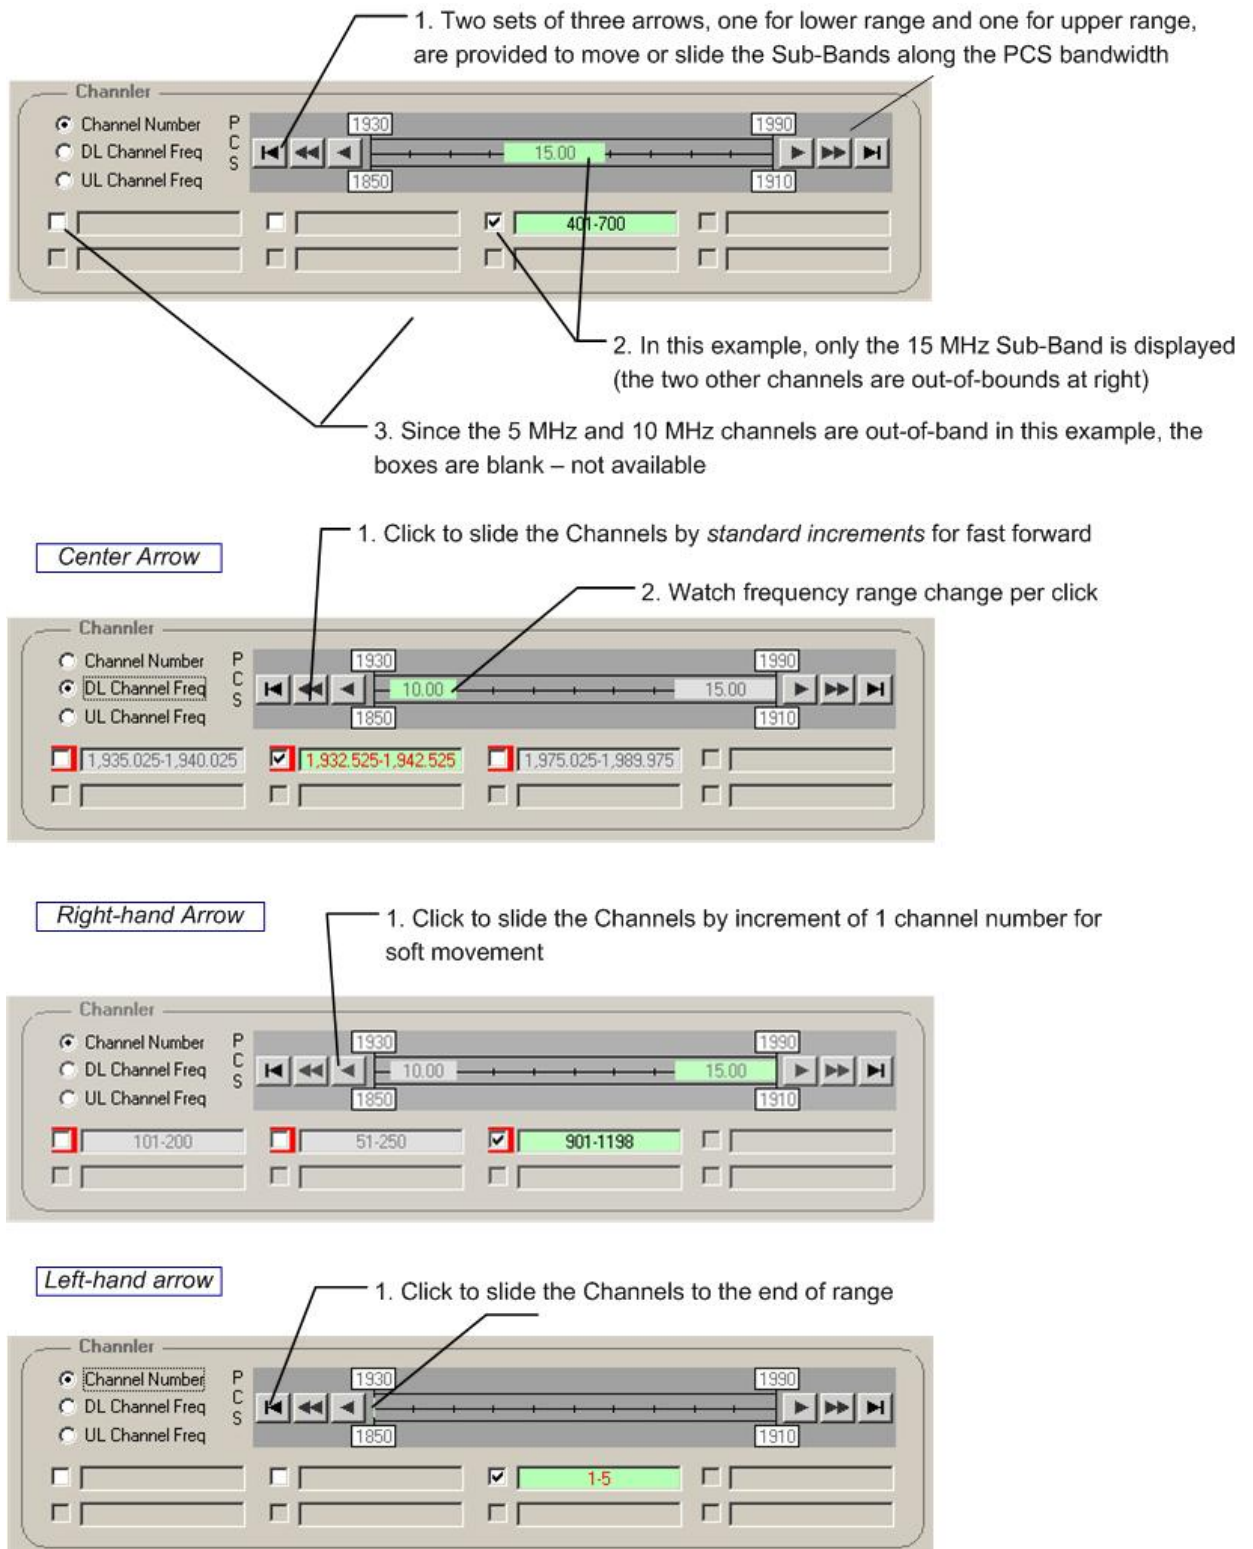 1. Two sets of three arrows, one for lower range and one for upper range,
are provided to move or slide the Sub-Bands along the PCS bandwidth
Channler
Channel Number
DL Channel Freq
UL Channel Freq
P
C
S
1930
1990
15.00
1850
1910
401-700
2. In this example, only the 15 MHz Sub-Band is displayed
(the two other channels are out-of-bounds at right)
3. Since the 5 MHz and 10 MHz channels are out-of-band in this example, the
boxes are blank – not available
Center Arrow
1. Click to slide the Channels by standard increments for fast forward
2. Watch frequency range change per click
Channler
Channel Number
DL Channel Freq
UL Channel Freq
P
C
S
1930
1990
10.00
15.00
1850
1910
1,935.025-1,940.025
1,932.525-1,942.525
1,975.025-1,989.975
Right-hand Arrow
1. Click to slide the Channels by increment of 1 channel number for
soft movement
Channler
Channel Number
DL Channel Freq
UL Channel Freq
P
C
S
1930
1990
10.00
15.00
1850
1910
101-200
51-250
901-1198
Left-hand arrow
1. Click to slide the Channels to the end of range
Channler
Channel Number
DL Channel Freq
UL Channel Freq
P
C
S
1930
1990
1850
1910
1-5